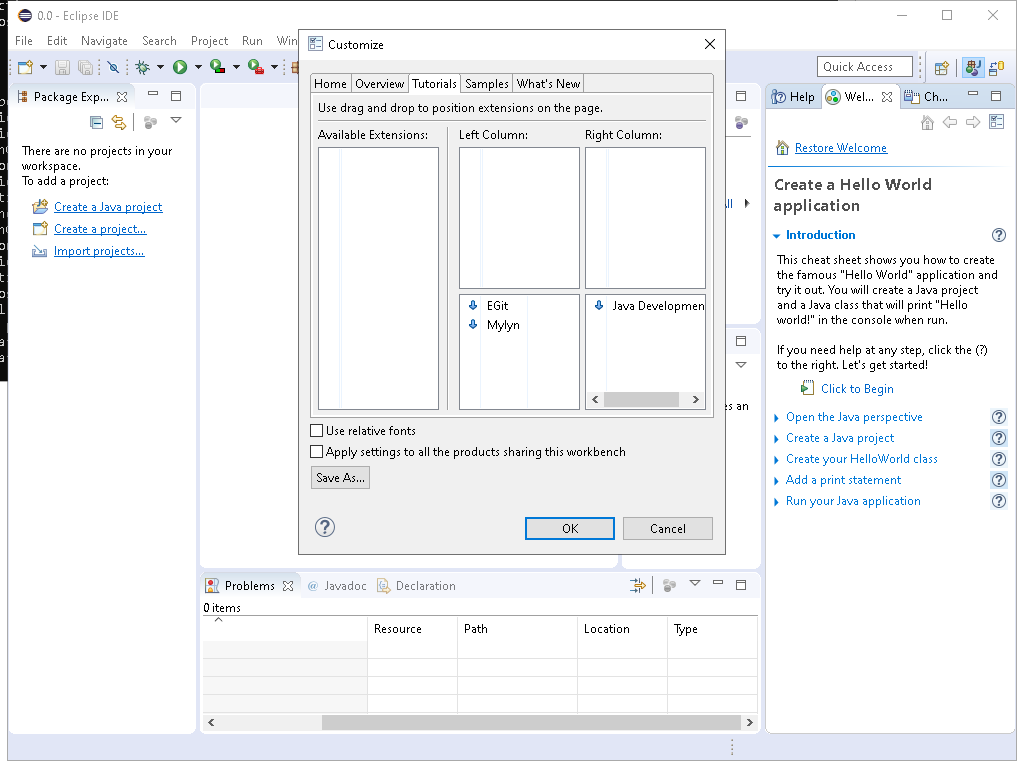 0.0 - Eclipse IDE
File Edit Navigate Search Project Run Win
Quick Access
Package Exp...
There are no projects in your
workspace.
To add a project:
Create a Java project
Create a project...
Import projects...
Customize
Home Overview Tutorials Samples What's New
Use drag and drop to position extensions on the page.
Available Extensions: Left Column: Right Column:
EGit
Mylyn
Java Developmen
Use relative fonts
Apply settings to all the products sharing this workbench
Save As...
OK Cancel
es an
Help Wel... Ch...
Restore Welcome
Create a Hello World
application
Introduction
This cheat sheet shows you how to create
the famous "Hello World" application and
try it out. You will create a Java project
and a Java class that will print "Hello
world!" in the console when run.
If you need help at any step, click the (?)
to the right. Let's get started!
Click to Begin
Open the Java perspective
Create a Java project
Create your HelloWorld class
Add a print statement
Run your Java application
Problems @ Javadoc Declaration
0 items
Resource Path Location Type